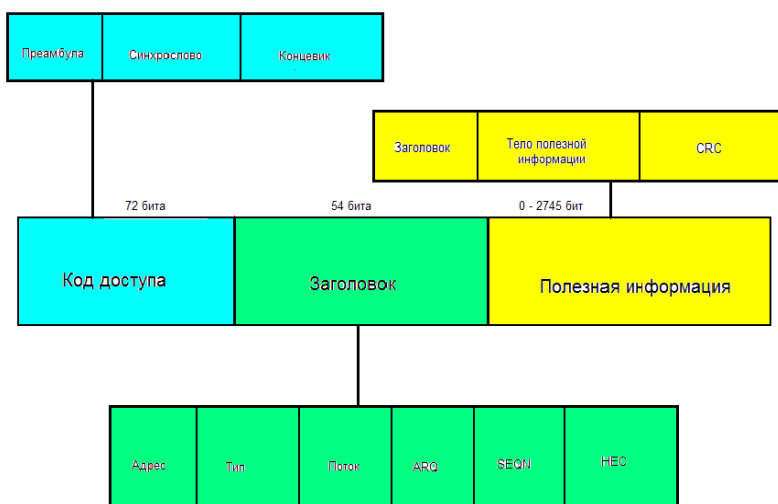 Преамбула
Синхрослово
Концевик
Заголовок
Тело полезной
информации
CRC
72 бита
54 бита
0 - 2745 бит
Код доступа
Заголовок
Полезная информация
Адрес
Тип
Поток
ARQ
SEQN
HEC